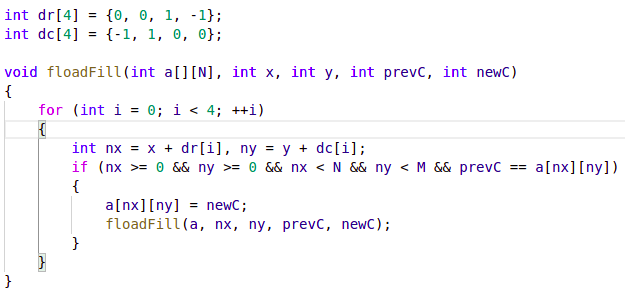 int dr[4] = {0, 0, 1, -1};
int dc[4] = {-1, 1, 0, 0};

void floadFill(int a[][N], int x, int y, int prevC, int newC)
{
    for (int i = 0; i < 4; ++i)
    {
        int nx = x + dr[i], ny = y + dc[i];
        if (nx >= 0 && ny >= 0 && nx < N && ny < M && prevC == a[nx][ny])
        {
            a[nx][ny] = newC;
            floadFill(a, nx, ny, prevC, newC);
        }
    }
}